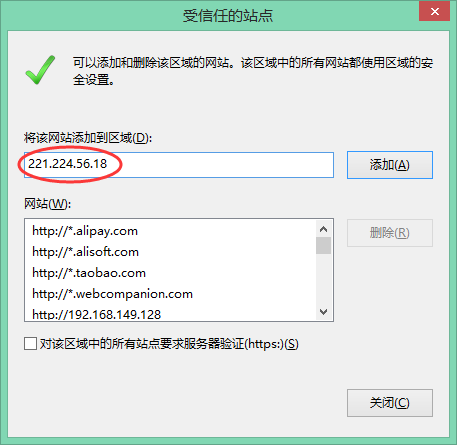 受信任的站点
可以添加和删除该区域的网站。该区域中的所有网站都使用区域的安
全设置。
将该网站添加到区域(D):
221.224.56.18
添加(A)
网站(W):
http://*.alipay.com
http://*.alisoft.com
http://*.taobao.com
http://*.webcompanion.com
http://192.168.149.128
删除(R)
对该区域中的所有站点要求服务器验证(https:)(S)
关闭(C)